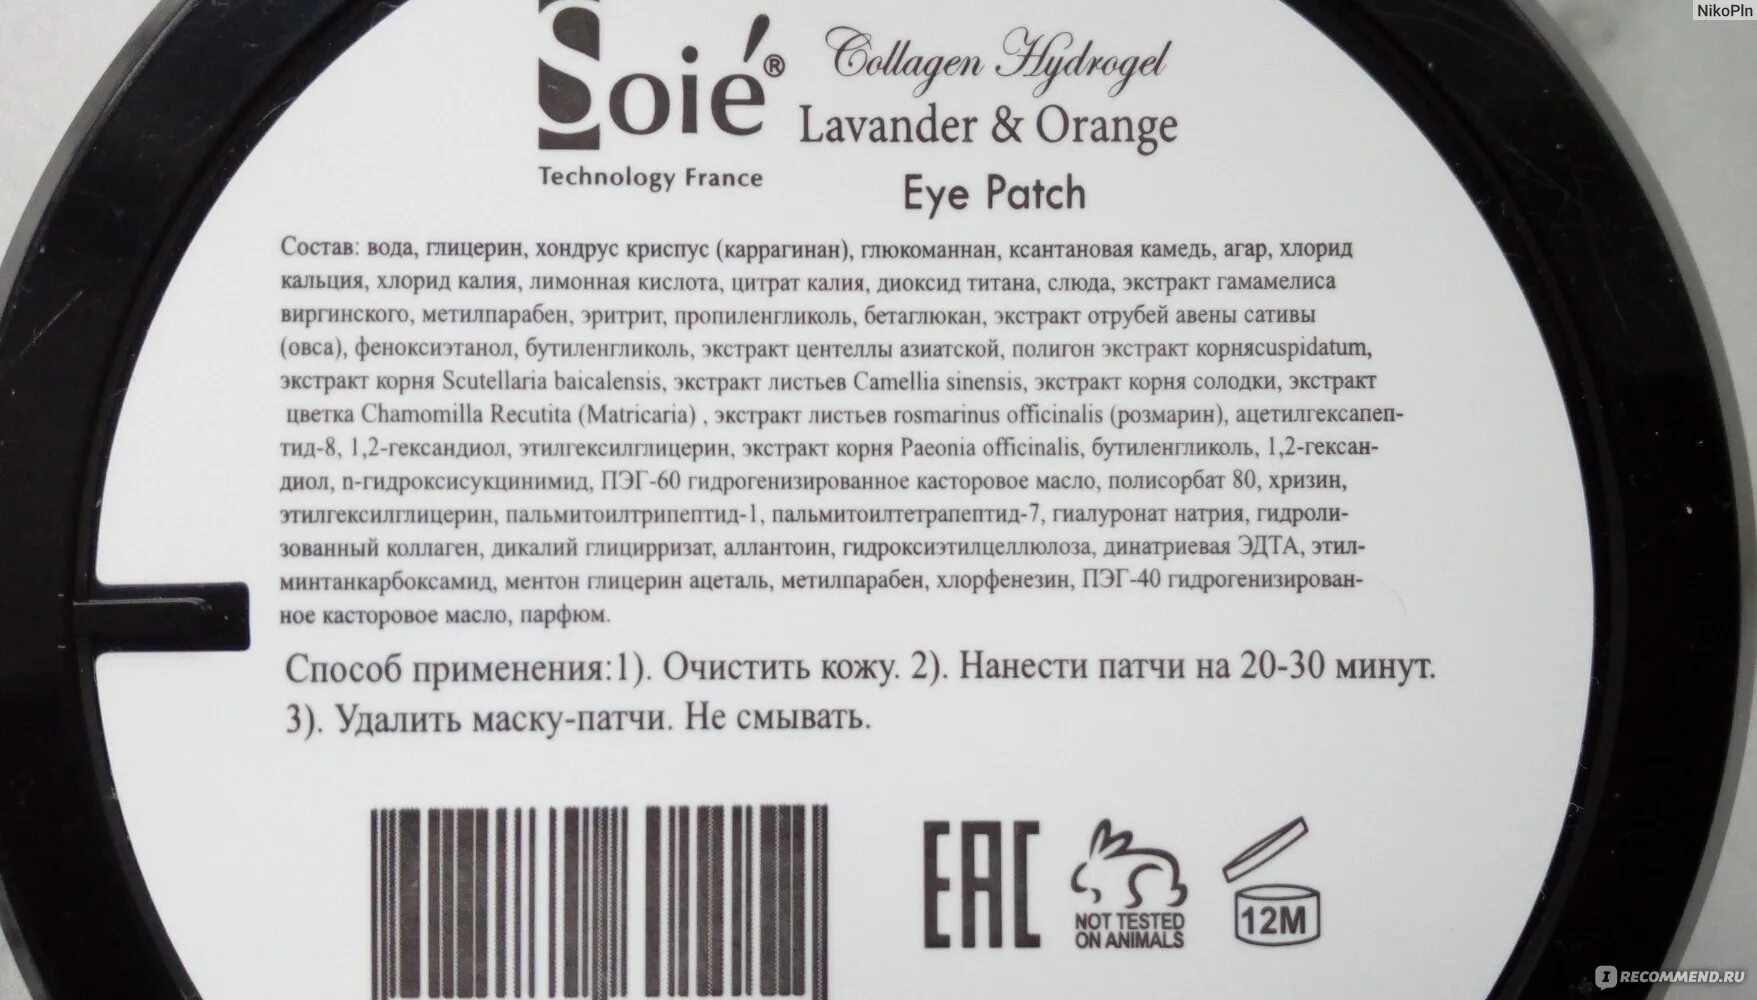 NikoPln
Soié®
Technology France
Collagen Hydrogel
Lavander & Orange
Eye Patch
Состав: вода, глицерин, хондрус криспус (каррагинан), глюкоманнан, ксантановая камедь, агар, хлорид
кальция, хлорид калия, лимонная кислота, цитрат калия, диоксид титана, слюда, экстракт гамамелиса
виргинского, метилпарабен, эритрит, пропиленгликоль, бетаглюкан, экстракт отрубей авены сативы
(овса), феноксиэтанол, бутиленгликоль, экстракт центеллы азиатской, полигон экстракт корняcuspidatum,
экстракт корня Scutellaria baicalensis, экстракт листьев Camellia sinensis, экстракт корня солодки, экстракт
цветка Chamomilla Recutita (Matricaria) , экстракт листьев rosmarinus officinalis (розмарин), ацетилгексапеп-
тид-8, 1,2-гександиол, этилгексилглицерин, экстракт корня Paeonia officinalis, бутиленгликоль, 1,2-гексан-
диол, n-гидроксисукцинимид, ПЭГ-60 гидрогенизированное касторовое масло, полисорбат 80, хризин,
этилгексилглицерин, пальмитоилтрипептид-1, пальмитоилтетрапептид-7, гиалуронат натрия, гидроли-
зованный коллаген, дикалий глицирризат, аллантоин, гидроксиэтилцеллюлоза, динатриевая ЭДТА, этил-
минтанкарбоксамид, ментон глицерин ацеталь, метилпарабен, хлорфенезин, ПЭГ-40 гидрогенизирован-
ное касторовое масло, парфюм.
Способ применения:1). Очистить кожу. 2). Нанести патчи на 20-30 минут.
3). Удалить маску-патчи. Не смывать.
EAC
NOT TESTED
ON ANIMALS
12M
IRECOMMEND.RU